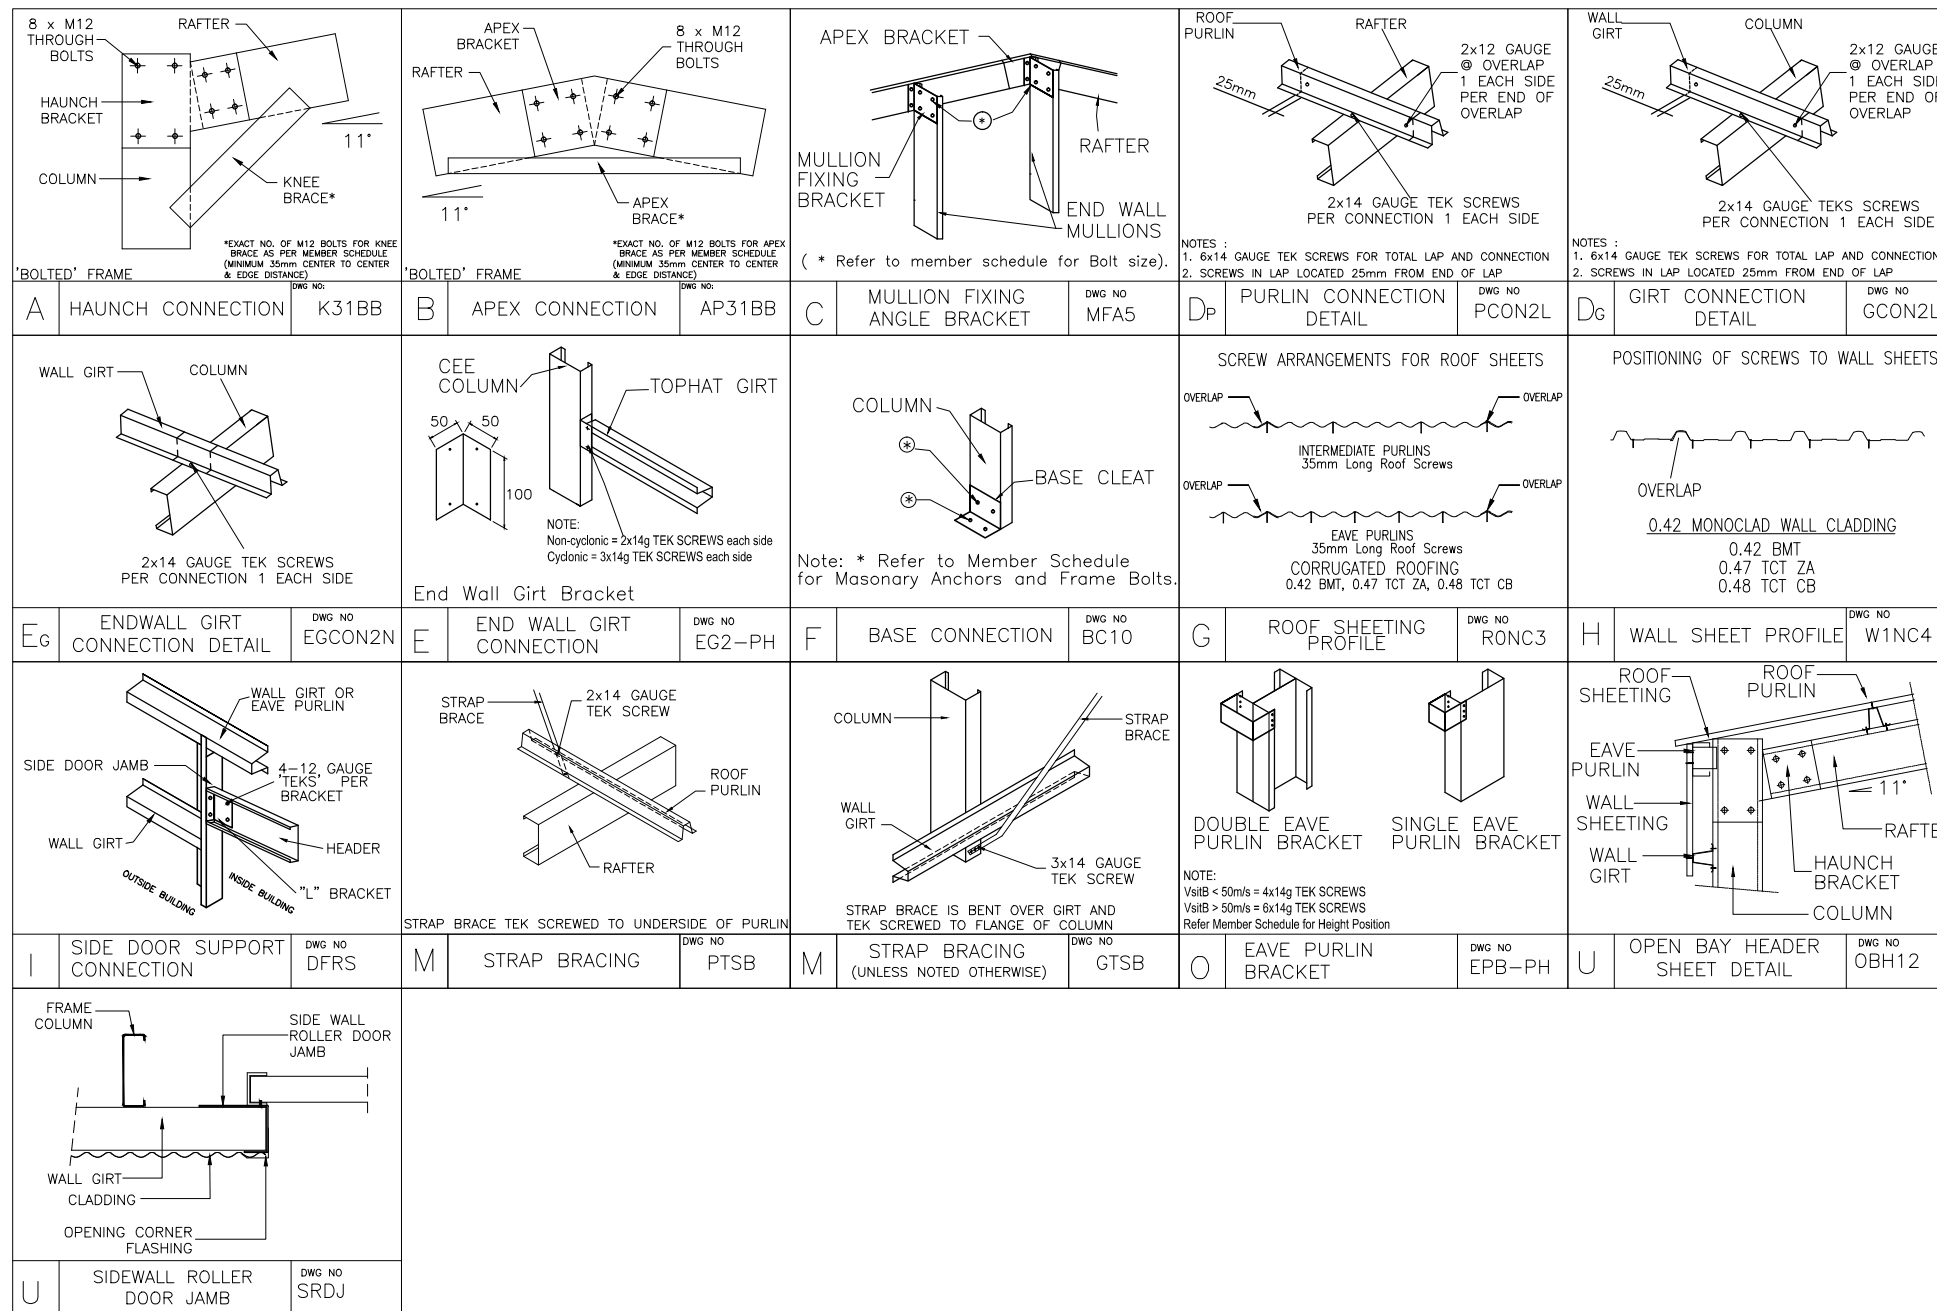 8 x M12
THROUGH
BOLTS
RAFTER
HAUNCH
BRACKET
11°
COLUMN
KNEE
BRACE*
*EXACT NO. OF M12 BOLTS FOR KNEE
BRACE AS PER MEMBER SCHEDULE
(MINIMUM 35mm CENTER TO CENTER
& EDGE DISTANCE)
'BOLTED' FRAME
A
HAUNCH CONNECTION
DWG NO:
K31BB
APEX
BRACKET
8 x M12
THROUGH
BOLTS
RAFTER
11°
APEX
BRACE*
*EXACT NO. OF M12 BOLTS FOR APEX
BRACE AS PER MEMBER SCHEDULE
(MINIMUM 35mm CENTER TO CENTER
& EDGE DISTANCE)
'BOLTED' FRAME
B
APEX CONNECTION
DWG NO:
AP31BB
APEX BRACKET
*
RAFTER
MULLION
FIXING
BRACKET
END WALL
MULLIONS
( * Refer to member schedule for Bolt size).
C
MULLION FIXING
ANGLE BRACKET
DWG NO
MFA5
ROOF
PURLIN
RAFTER
2x12 GAUGE
@ OVERLAP
1 EACH SIDE
PER END OF
OVERLAP
25mm
2x14 GAUGE TEK SCREWS
PER CONNECTION 1 EACH SIDE
NOTES :
1. 6x14 GAUGE TEK SCREWS FOR TOTAL LAP AND CONNECTION
2. SCREWS IN LAP LOCATED 25mm FROM END OF LAP
DP
PURLIN CONNECTION
DETAIL
DWG NO
PCON2L
WALL
GIRT
COLUMN
2x12 GAUGE
@ OVERLAP
1 EACH SIDE
PER END OF
OVERLAP
25mm
2x14 GAUGE TEKS SCREWS
PER CONNECTION 1 EACH SIDE
NOTES :
1. 6x14 GAUGE TEK SCREWS FOR TOTAL LAP AND CONNECTION
2. SCREWS IN LAP LOCATED 25mm FROM END OF LAP
DG
GIRT CONNECTION
DETAIL
DWG NO
GCON2L
WALL GIRT
COLUMN
2x14 GAUGE TEK SCREWS
PER CONNECTION 1 EACH SIDE
EG
ENDWALL GIRT
CONNECTION DETAIL
DWG NO
EGCON2N
CEE
COLUMN
TOPHAT GIRT
50 50
100
NOTE:
Non-cyclonic = 2x14g TEK SCREWS each side
Cyclonic = 3x14g TEK SCREWS each side
End Wall Girt Bracket
E
END WALL GIRT
CONNECTION
DWG NO
EG2-PH
COLUMN
*
BASE CLEAT
*
Note: * Refer to Member Schedule
for Masonary Anchors and Frame Bolts.
F
BASE CONNECTION
DWG NO
BC10
SCREW ARRANGEMENTS FOR ROOF SHEETS
OVERLAP
OVERLAP
INTERMEDIATE PURLINS
35mm Long Roof Screws
OVERLAP
OVERLAP
EAVE PURLINS
35mm Long Roof Screws
CORRUGATED ROOFING
0.42 BMT, 0.47 TCT ZA, 0.48 TCT CB
G
ROOF SHEETING
PROFILE
DWG NO
RONC3
POSITIONING OF SCREWS TO WALL SHEETS
OVERLAP
0.42 MONOCLAD WALL CLADDING
0.42 BMT
0.47 TCT ZA
0.48 TCT CB
H
WALL SHEET PROFILE
DWG NO
W1NC4
WALL GIRT OR
EAVE PURLIN
SIDE DOOR JAMB
4-12, GAUGE
'TEKS' PER
BRACKET
WALL GIRT
HEADER
OUTSIDE BUILDING
INSIDE BUILDING
"L" BRACKET
I
SIDE DOOR SUPPORT
CONNECTION
DWG NO
DFRS
STRAP
BRACE
2x14 GAUGE
TEK SCREW
ROOF
PURLIN
RAFTER
STRAP BRACE TEK SCREWED TO UNDERSIDE OF PURLIN
M
STRAP BRACING
DWG NO
PTSB
COLUMN
STRAP
BRACE
WALL
GIRT
3x14 GAUGE
TEK SCREW
STRAP BRACE IS BENT OVER GIRT AND
TEK SCREWED TO FLANGE OF COLUMN
M
STRAP BRACING
(UNLESS NOTED OTHERWISE)
DWG NO
GTSB
DOUBLE EAVE
PURLIN BRACKET
SINGLE EAVE
PURLIN BRACKET
NOTE:
VsitB < 50m/s = 4x14g TEK SCREWS
VsitB > 50m/s = 6x14g TEK SCREWS
Refer Member Schedule for Height Position
O
EAVE PURLIN
BRACKET
DWG NO
EPB-PH
ROOF
SHEETING
ROOF
PURLIN
EAVE
PURLIN
11°
WALL
SHEETING
RAFTE
WALL
GIRT
HAUNCH
BRACKET
COLUMN
U
OPEN BAY HEADER
SHEET DETAIL
DWG NO
OBH12
FRAME
COLUMN
SIDE WALL
ROLLER DOOR
JAMB
WALL GIRT
CLADDING
OPENING CORNER
FLASHING
U
SIDEWALL ROLLER
DOOR JAMB
DWG NO
SRDJ